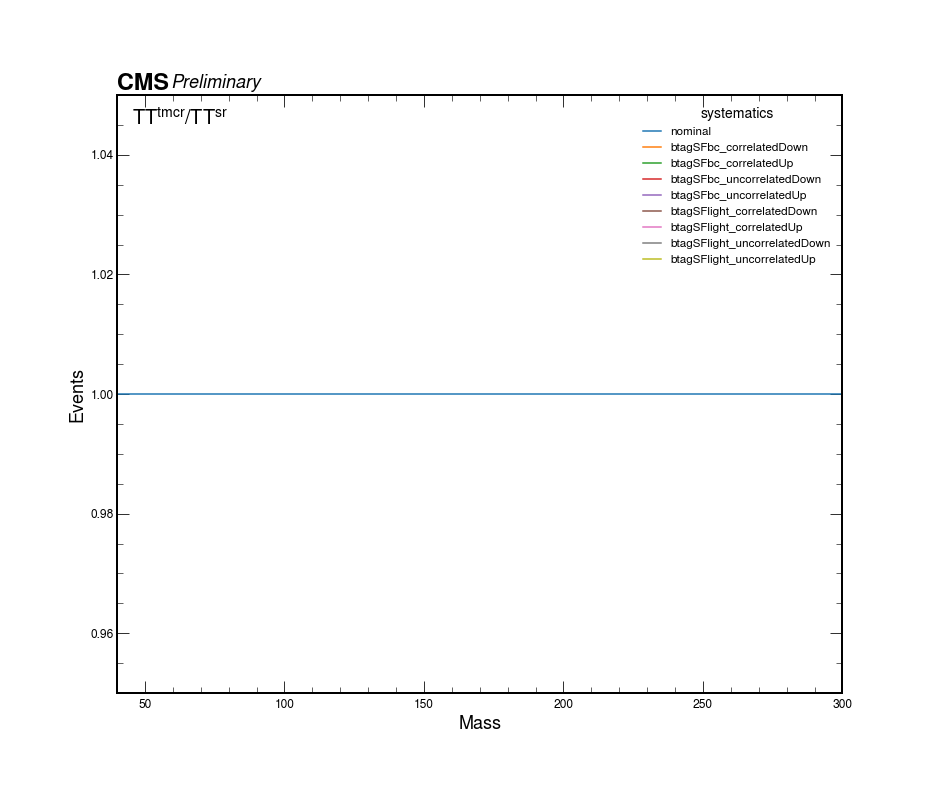 CMS Preliminary
TT^tmcr/TT^sr
systematics
nominal
btagSFbc_correlatedDown
btagSFbc_correlatedUp
btagSFbc_uncorrelatedDown
btagSFbc_uncorrelatedUp
btagSFlight_correlatedDown
btagSFlight_correlatedUp
btagSFlight_uncorrelatedDown
btagSFlight_uncorrelatedUp
1.04
1.02
1.00
0.98
0.96
Events
50 100 150 200 250 300
Mass